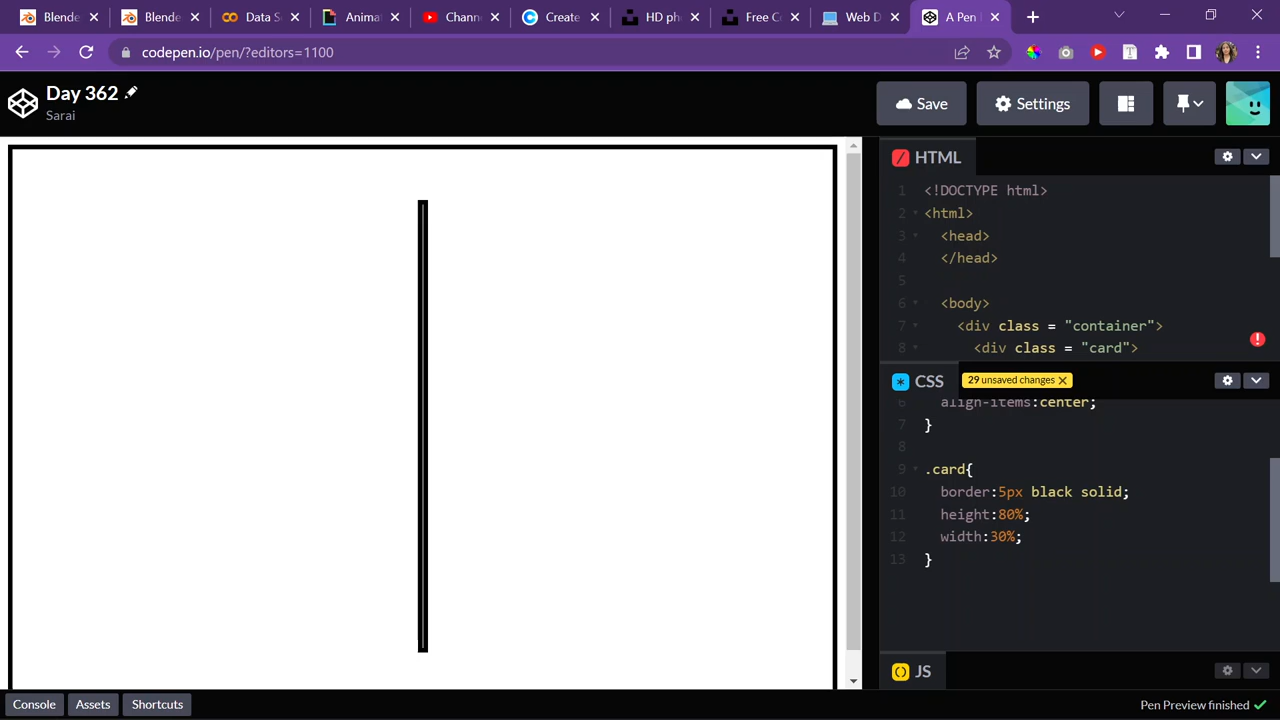 Blende
Blende
Data S
Anima
Chann
Create
HD ph
Free C
Web D
A Pen
codepen.io/pen/?editors=1100
Day 362
Sarai
Save
Settings
HTML
1 <!DOCTYPE html>
2 <html>
3 <head>
4 </head>
5
6 <body>
7 <div class = "container">
8 <div class = "card">
CSS
29 unsaved changes
6 align-items:center;
7 }
8
9 .card{
10 border:5px black solid;
11 height:80%;
12 width:30%;
13 }
JS
Console
Assets
Shortcuts
Pen Preview finished